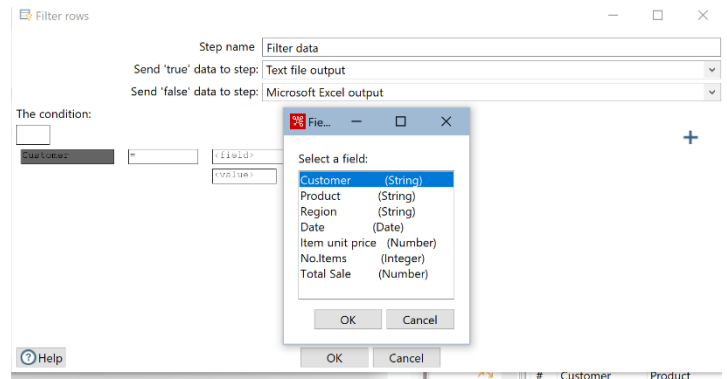 Filter rows
Step name Filter data
Send 'true' data to step: Text file output
Send 'false' data to step: Microsoft Excel output
The condition:
Customer = <field>
<value>
Fie...
Select a field:
Customer (String)
Product (String)
Region (String)
Date (Date)
Item unit price (Number)
No.Items (Integer)
Total Sale (Number)
OK Cancel
Help OK Cancel
# Customer Product